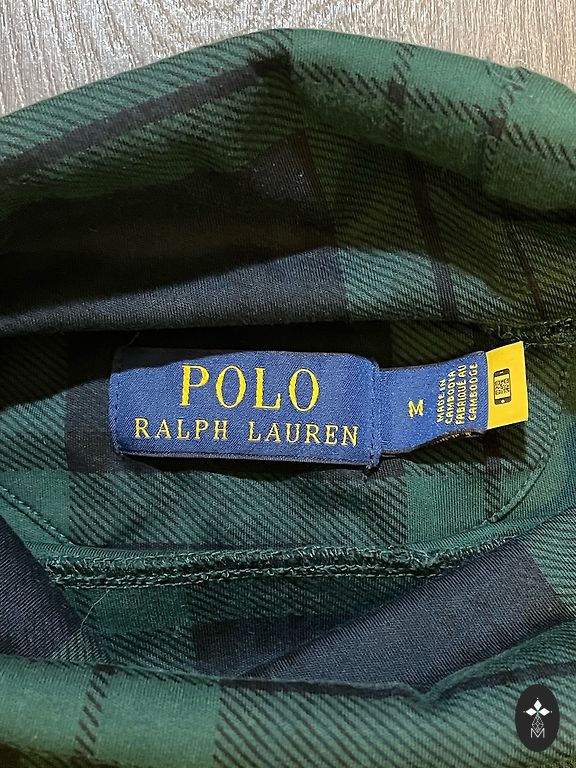 POLO
RALPH LAUREN
M
MADE IN
CAMBODIA
FABRIQUÉ AU
CAMBODGE
M